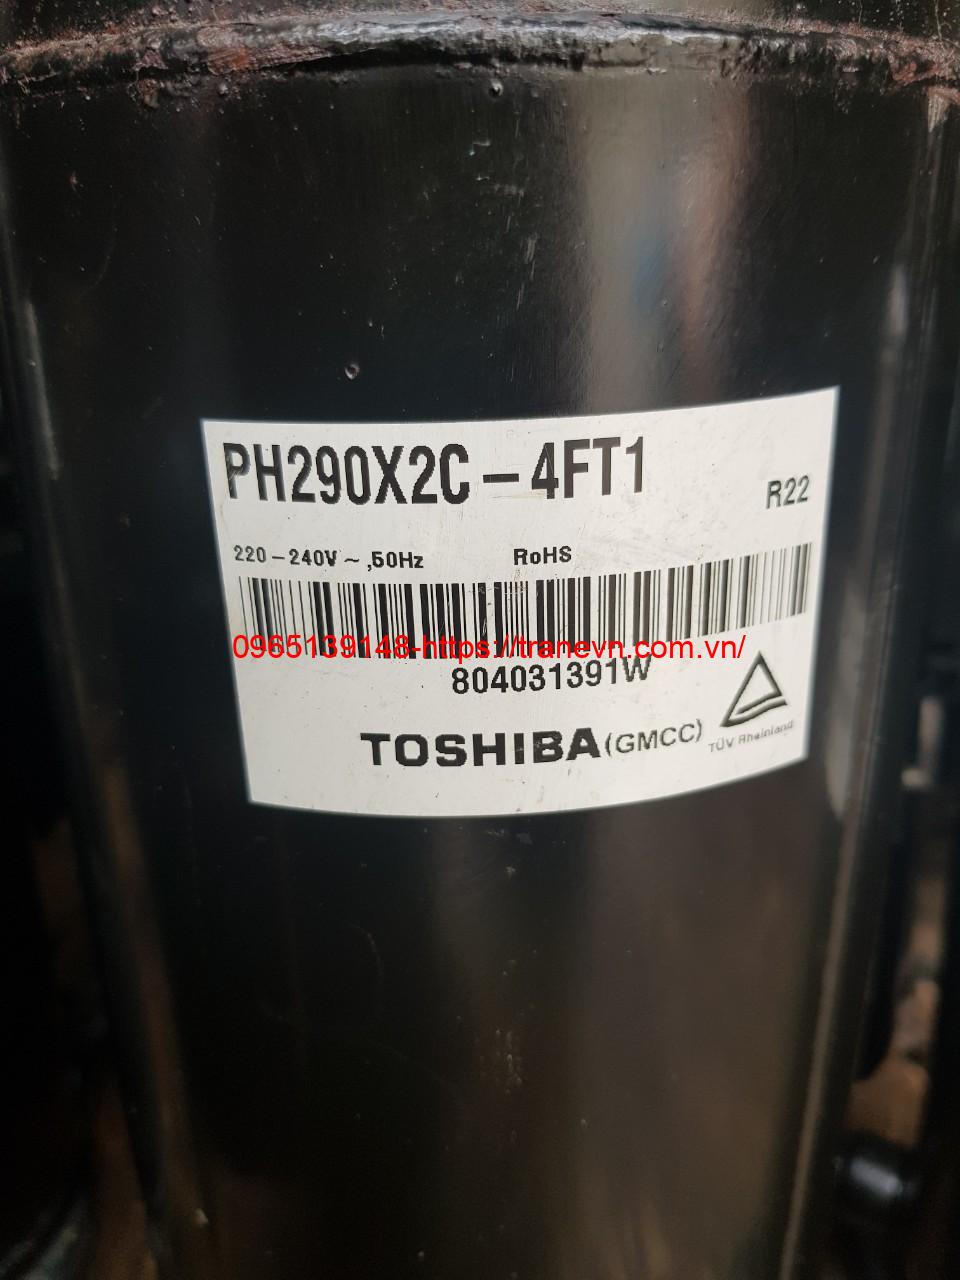 PH290X2C-4FT1
R22
220-240V~,50Hz RoHS
0965139148-https://tranevn.com.vn/
804031391W
TOSHIBA(GMCC)
TÜV Rheinland